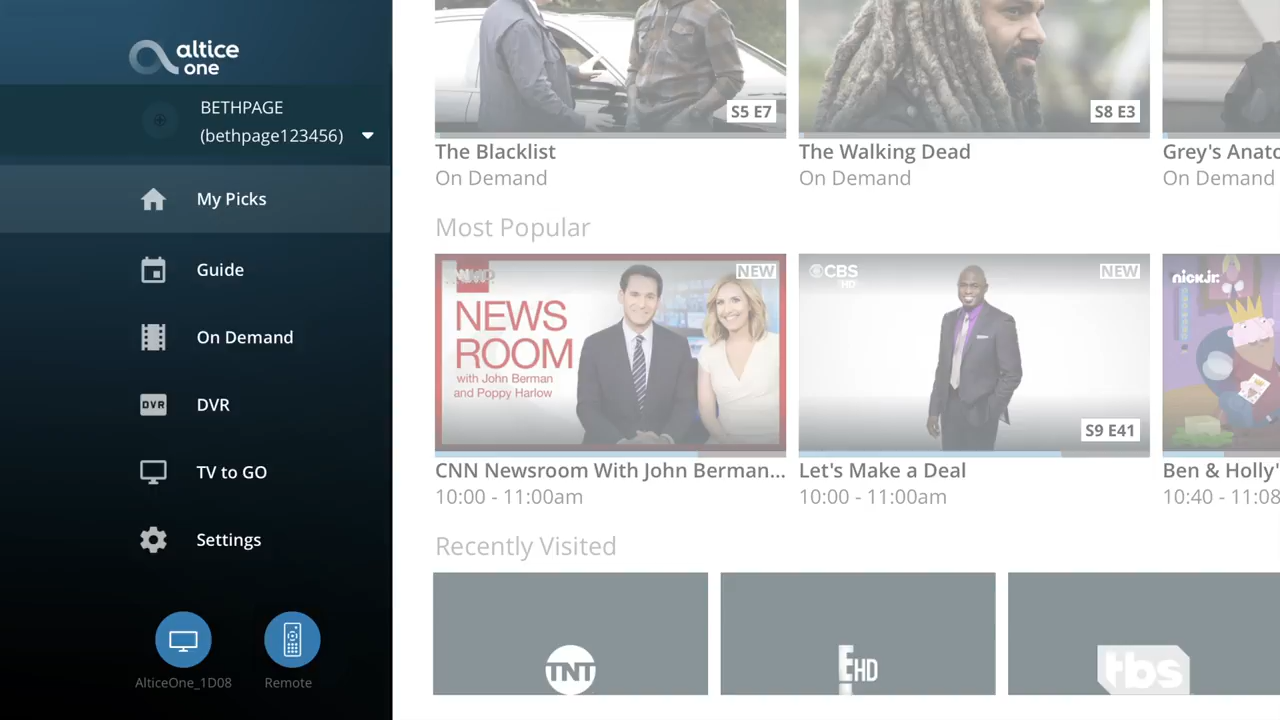 altice
one
BETHPAGE
(bethpage123456)
My Picks
Guide
On Demand
DVR
DVR
TV to GO
Settings
AlticeOne_1D08
Remote
S5 E7
S8 E3
The Blacklist
The Walking Dead
Grey's Anato
On Demand
On Demand
On Demand
Most Popular
NEW
CBS
HD
NEW
nick jr.
NEWS
ROOM
with John Berman
and Poppy Harlow
S9 E41
CNN Newsroom With John Berman...
Let's Make a Deal
Ben & Holly'
10:00 - 11:00am
10:00 - 11:00am
10:40 - 11:08
Recently Visited
TNT
E HD
tbs